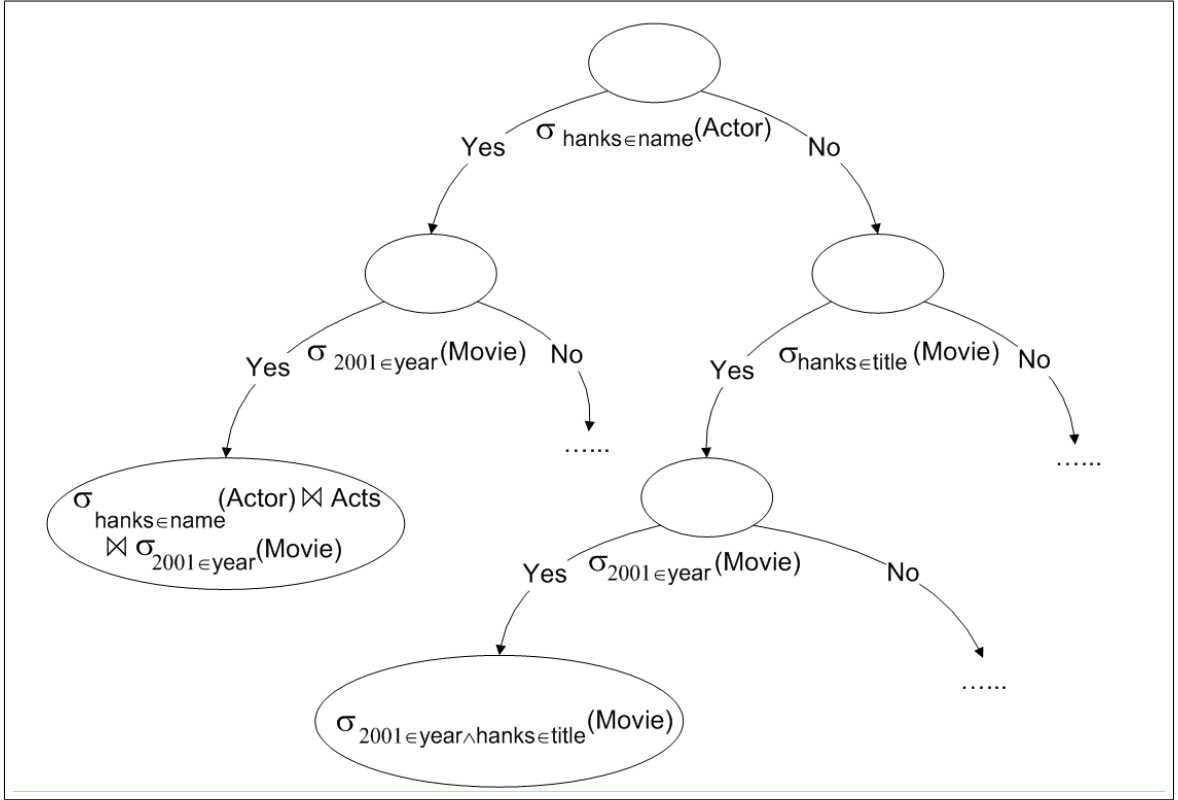 σ hanks∈name(Actor)
Yes
No
σ 2001∈year(Movie)
Yes
No
σhanks∈title (Movie)
Yes
No
…...
…...
σ hanks∈name(Actor) ⋈ Acts
⋈ σ2001∈year(Movie)
σ2001∈year(Movie)
Yes
No
…...
σ2001∈year∧hanks∈title(Movie)